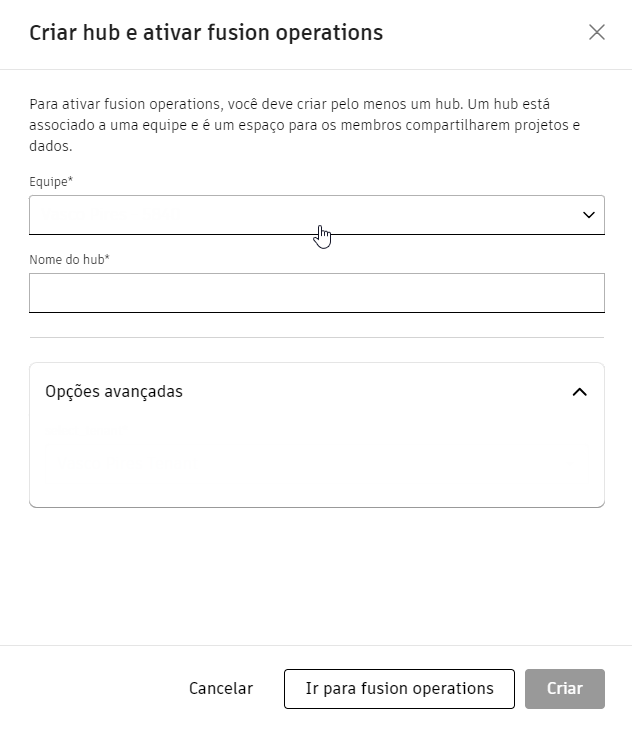 Criar hub e ativar fusion operations
Para ativar fusion operations, você deve criar pelo menos um hub. Um hub está
associado a uma equipe e é um espaço para os membros compartilharem projetos e
dados.
Equipe*
Nome do hub*
Opções avançadas
Cancelar
Ir para fusion operations
Criar